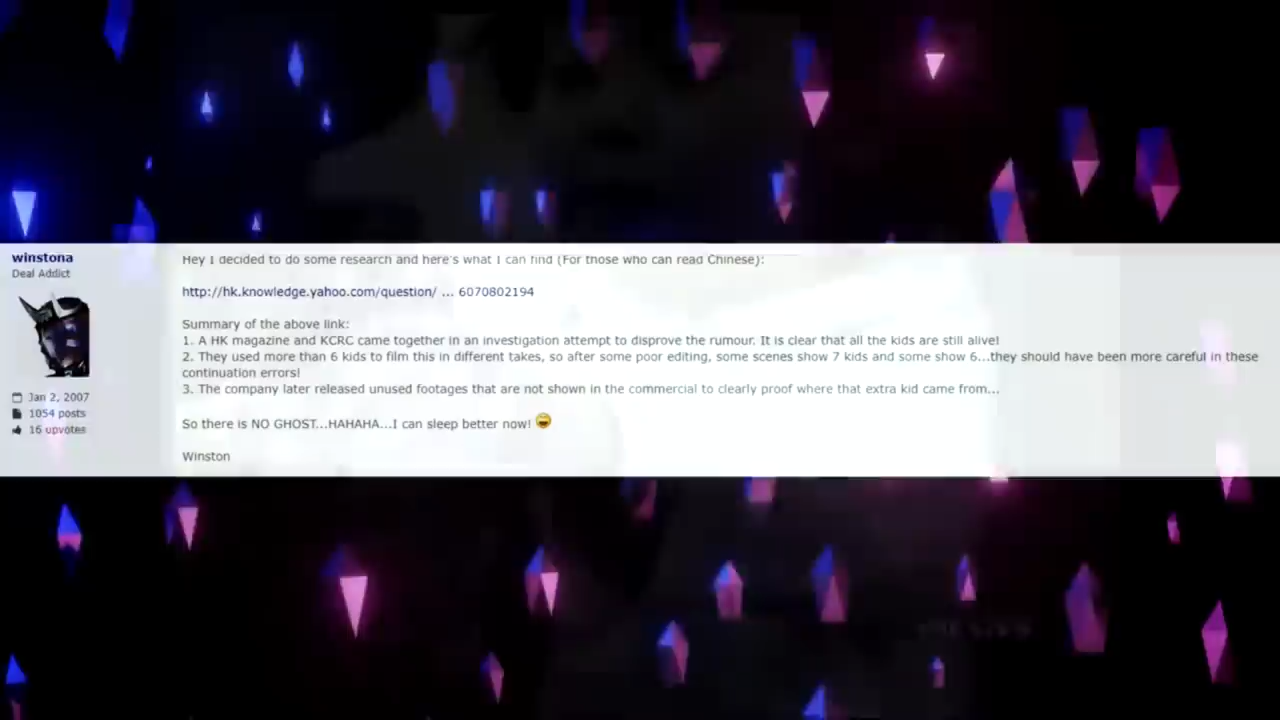 winstona
Deal Addict
Jan 2, 2007
1054 posts
16 upvotes
Hey I decided to do some research and here's what I can find (For those who can read Chinese):
http://hk.knowledge.yahoo.com/question/ ... 6070802194
Summary of the above link:
1. A HK magazine and KCRC came together in an investigation attempt to disprove the rumour. It is clear that all the kids are still alive!
2. They used more than 6 kids to film this in different takes, so after some poor editing, some scenes show 7 kids and some show 6...they should have been more careful in these
continuation errors!
3. The company later released unused footages that are not shown in the commercial to clearly proof where that extra kid came from...
So there is NO GHOST...HAHAHA...I can sleep better now!
Winston